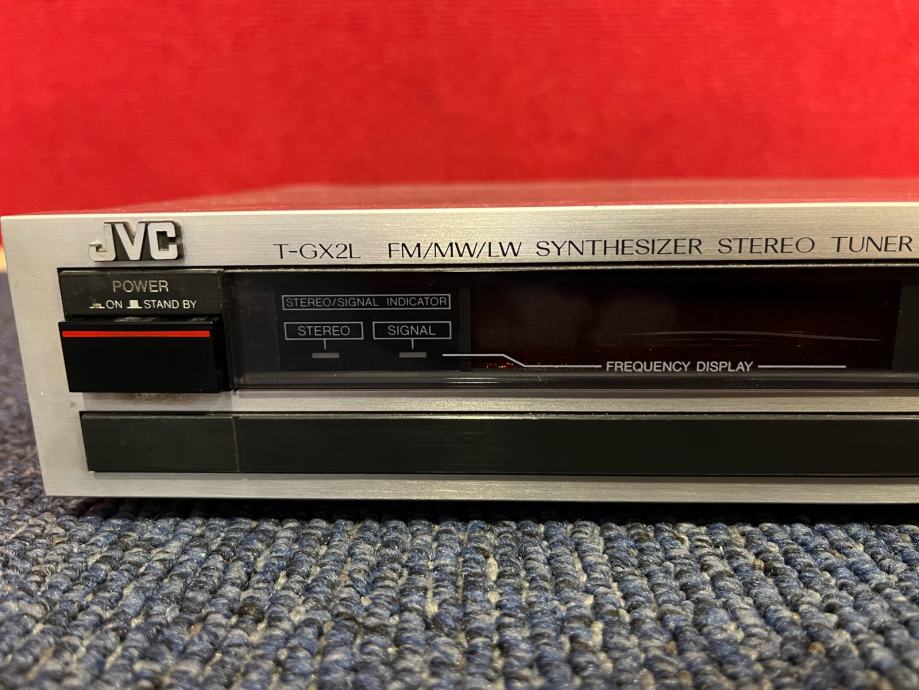 JVC
T-GX2L FM/MW/LW SYNTHESIZER STEREO TUNER
POWER
ON STAND BY
STEREO/SIGNAL INDICATOR
STEREO SIGNAL
FREQUENCY DISPLAY